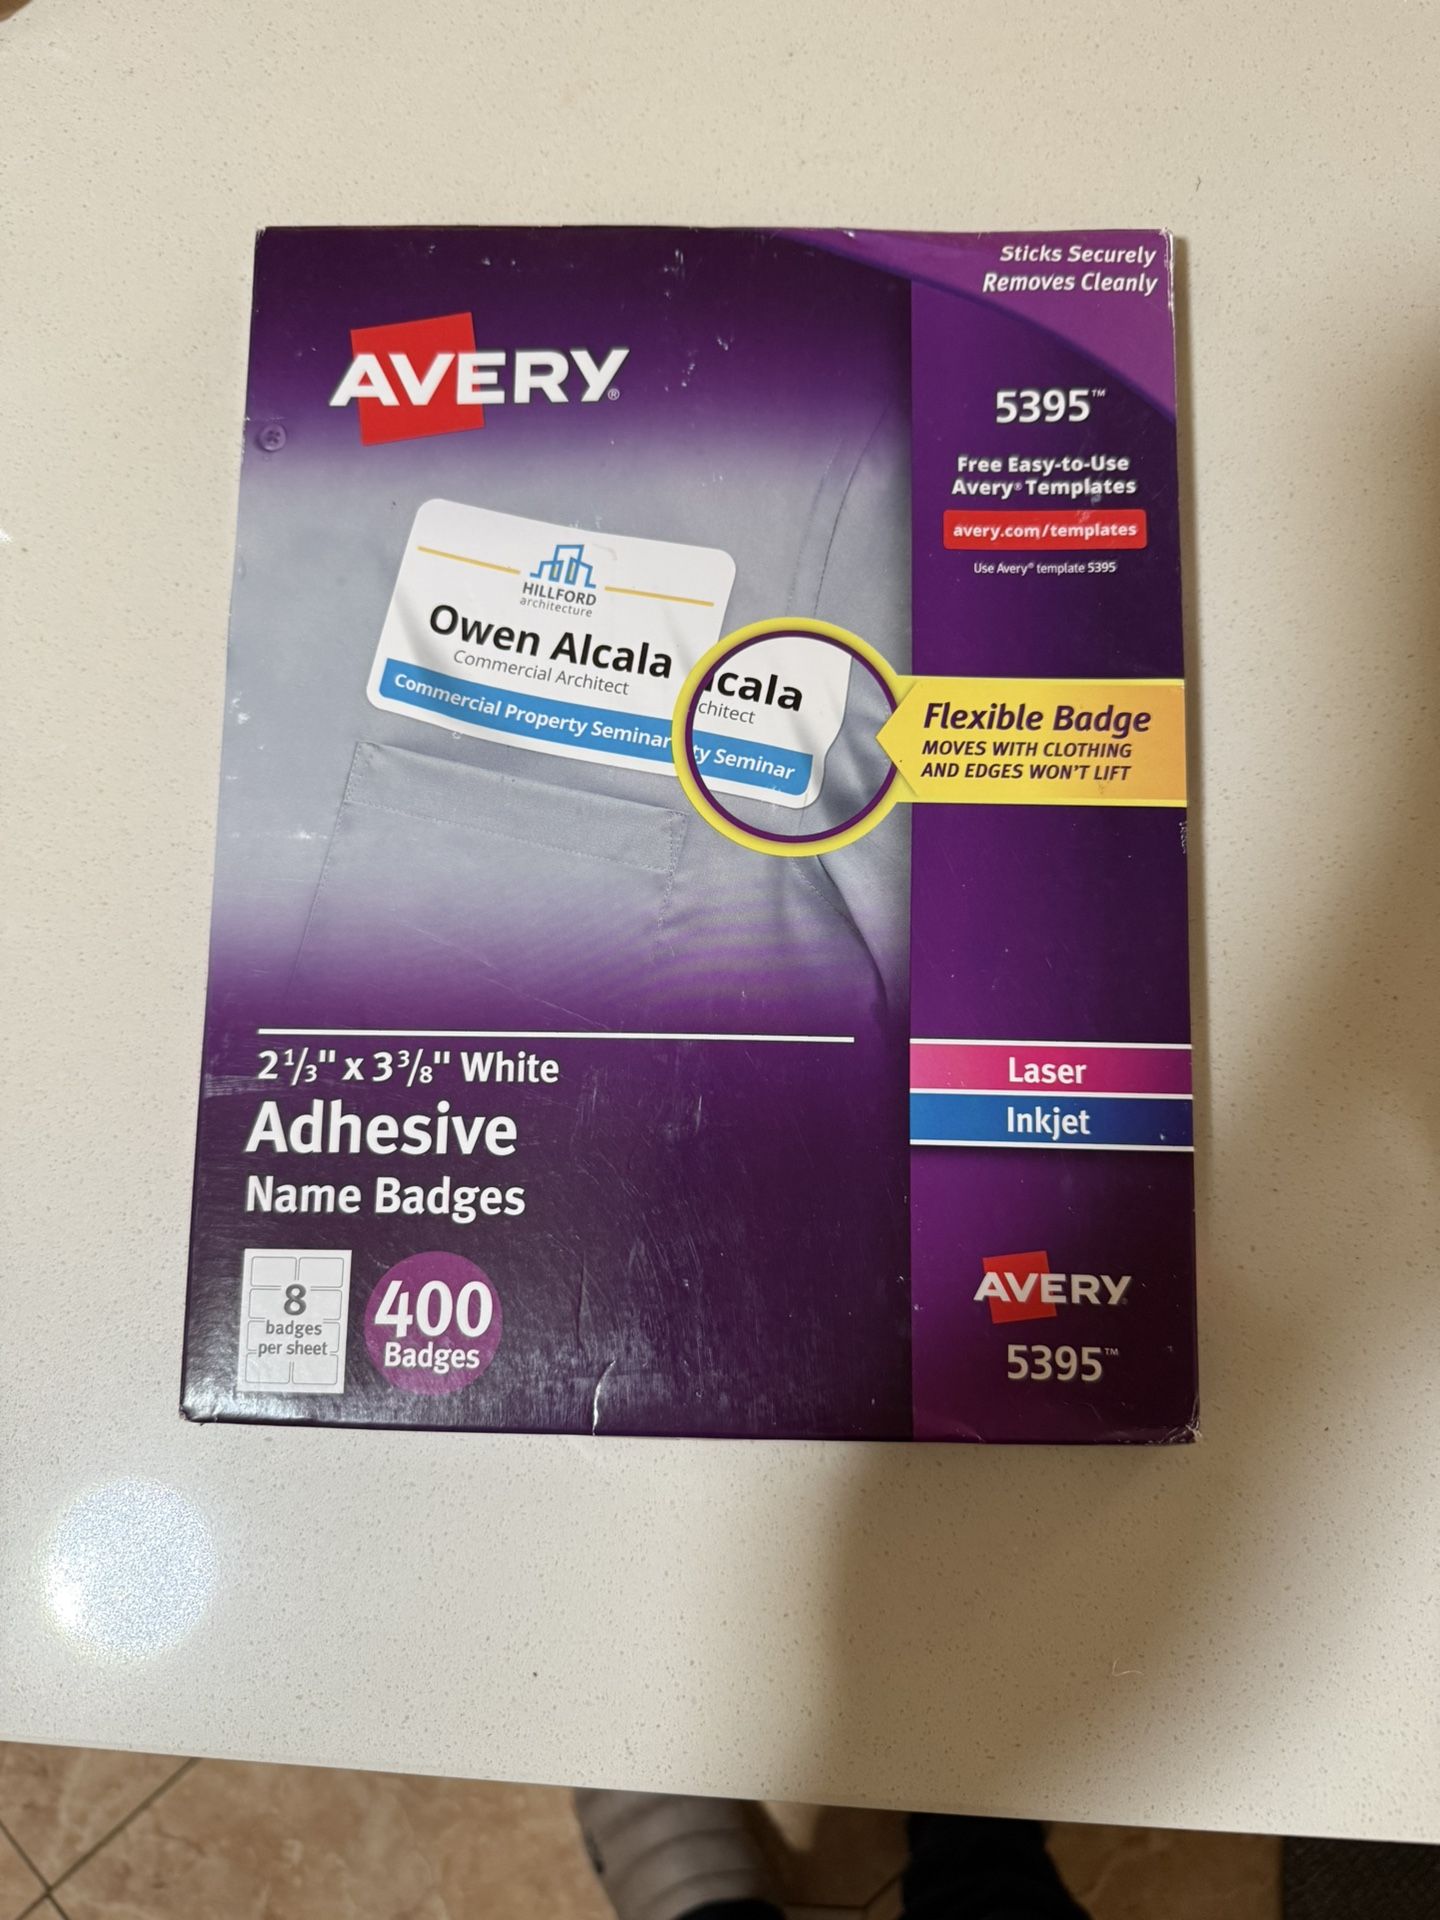 Sticks Securely
Removes Cleanly
AVERY®
5395™
Free Easy-to-Use
Avery® Templates
avery.com/templates
Use Avery® template 5395
HILLFORD
architecture
Owen Alcala
Commercial Architect
Commercial Property Seminar
cala
chitect
ty Seminar
Flexible Badge
MOVES WITH CLOTHING
AND EDGES WON'T LIFT
2 1/3" x 3 3/8" White
Adhesive
Name Badges
8
badges
per sheet
400
Badges
Laser
Inkjet
AVERY
5395™